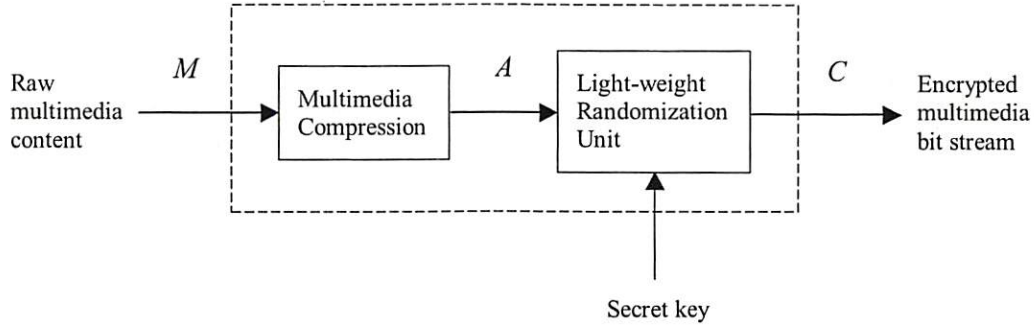 Raw
multimedia
content
M
Multimedia
Compression
A
Light-weight
Randomization
Unit
C
Encrypted
multimedia
bit stream
Secret key